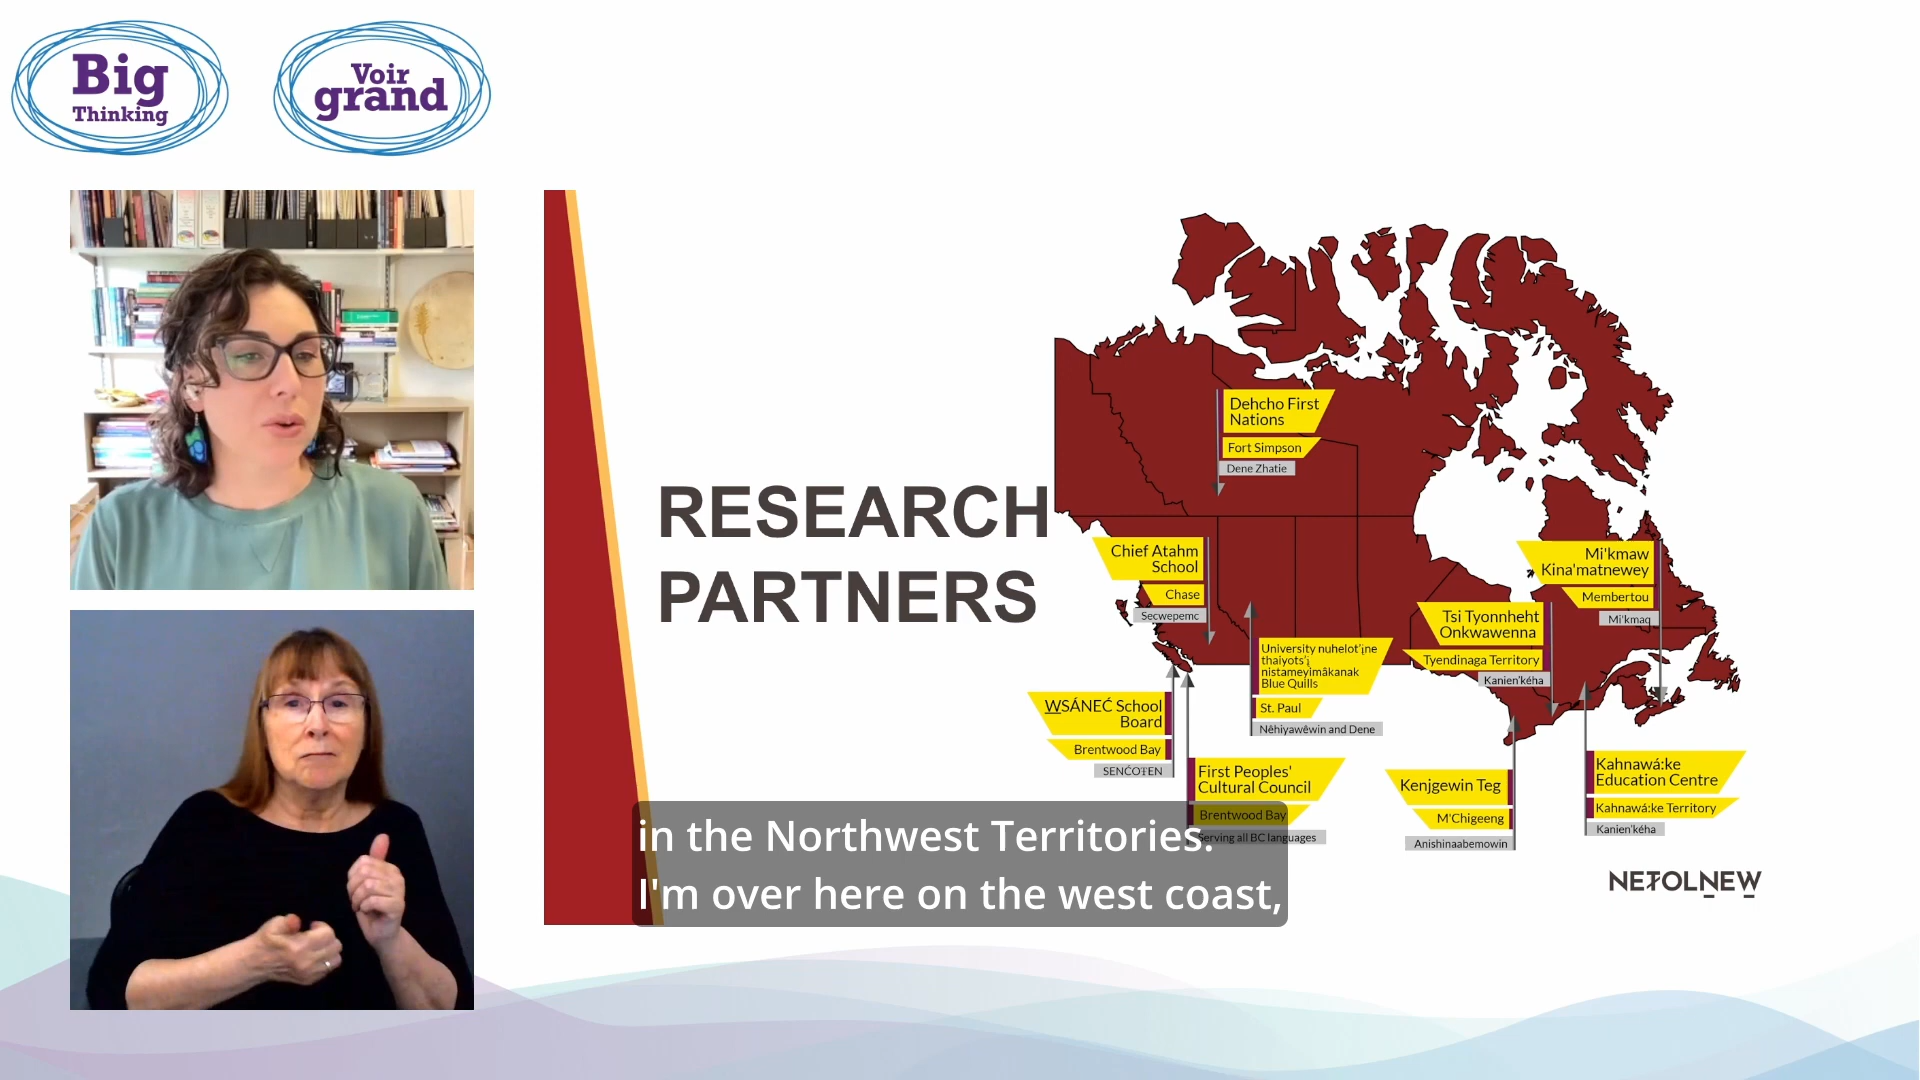 Big
Thinking
Voir
grand
RESEARCH
PARTNERS
Dehcho First
Nations
Fort Simpson
Dene Zhatie
Chief Atahm
School
Chase
Secwepemc
Mi'kmaw
Kina'matnewey
Membertou
Mi'kmaq
Tsi Tyonnheht
Onkwawenna
Tyendinaga Territory
Kanien'kéha
University nuhelot'įne
thaiyots'į
nistameyimâkanak
Blue Quills
St. Paul
Nêhiyawêwin and Dene
W̱SÁNEĆ School
Board
Brentwood Bay
SENĆOŦEN
First Peoples'
Cultural Council
Brentwood Bay
Serving all BC languages
Kenjgewin Teg
M'Chigeeng
Anishinaabemowin
Kahnawá:ke
Education Centre
Kahnawá:ke Territory
Kanien'kéha
NEȾOLṈEW̱
in the Northwest Territories.
I'm over here on the west coast,